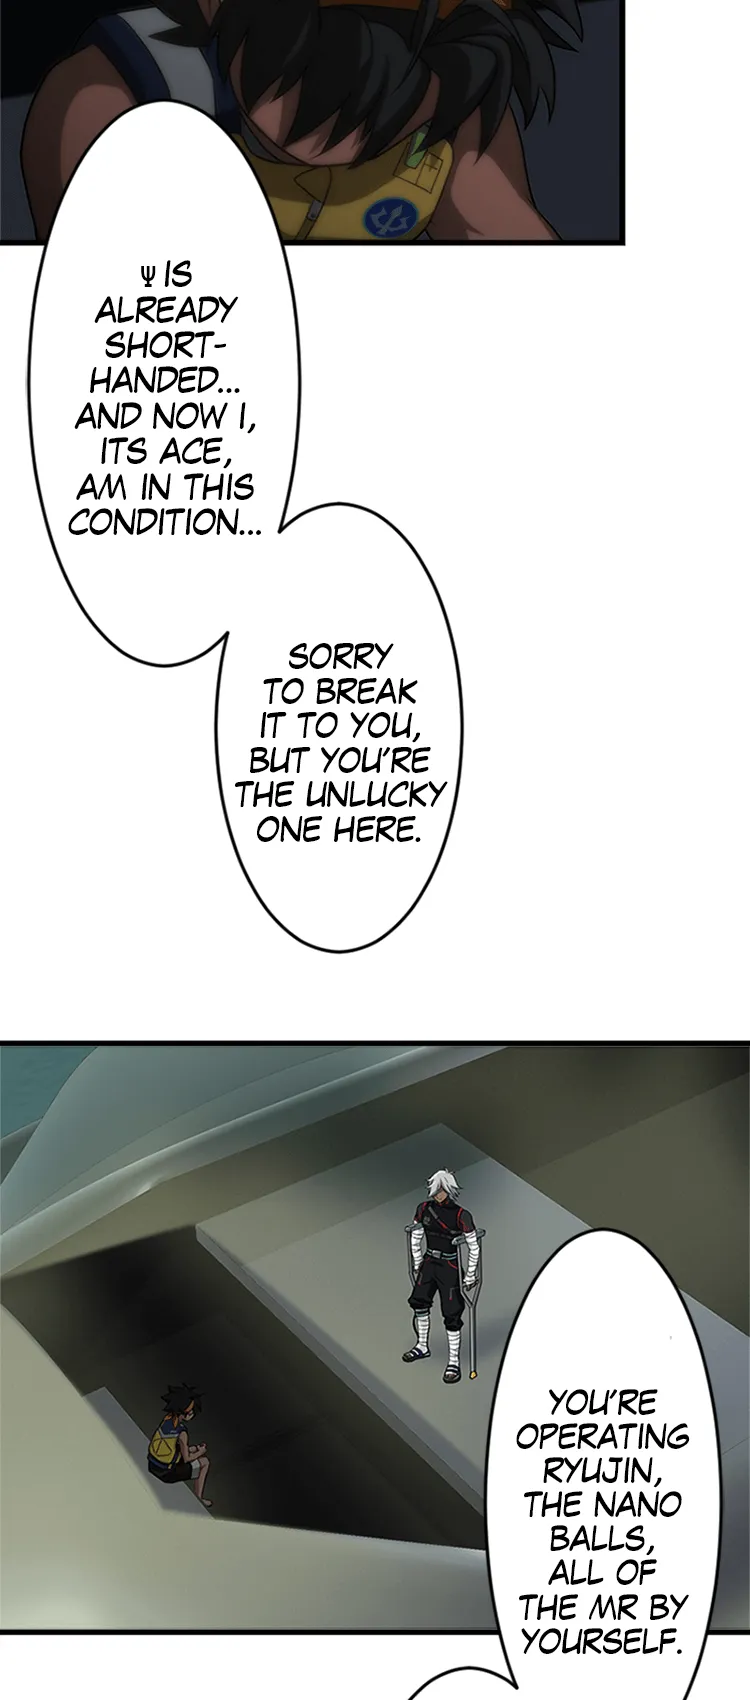 Ψ IS
ALREADY
SHORT-
HANDED...
AND NOW I,
ITS ACE,
AM IN THIS
CONDITION...
SORRY
TO BREAK
IT TO YOU,
BUT YOU'RE
THE UNLUCKY
ONE HERE.
YOU'RE
OPERATING
RYUJIN,
THE NANO
BALLS,
ALL OF
THE MR BY
YOURSELF.